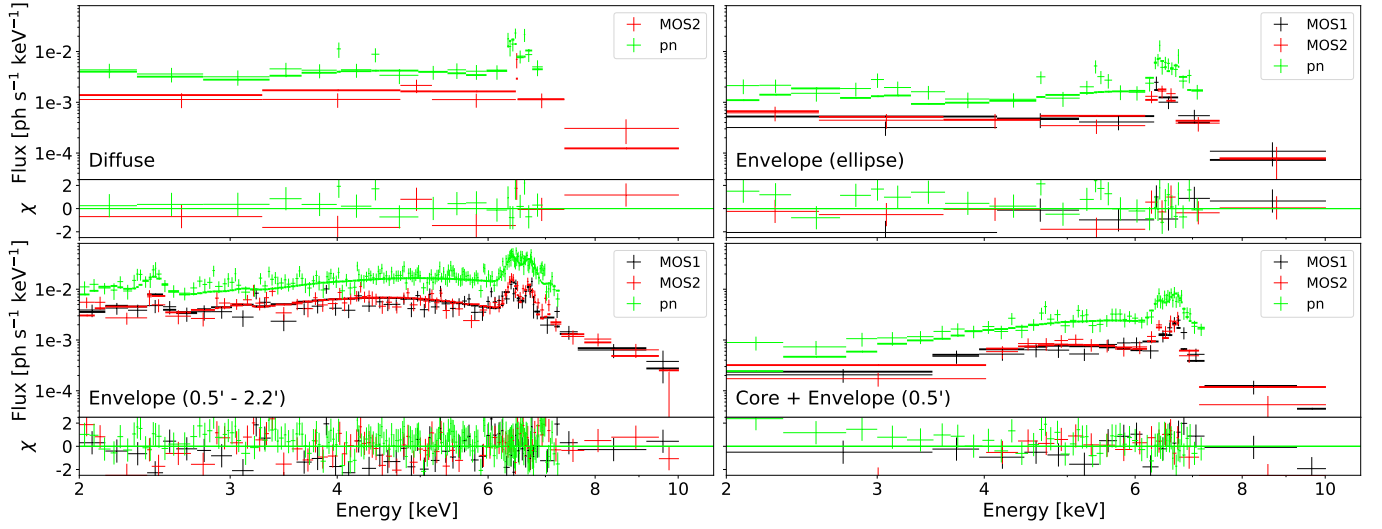 Flux [ph s⁻¹ keV⁻¹]
1e-2
1e-3
1e-4
MOS2
pn
Diffuse
χ
2
0
-2
MOS1
MOS2
pn
Envelope (ellipse)
Flux [ph s⁻¹ keV⁻¹]
1e-2
1e-3
1e-4
MOS1
MOS2
pn
Envelope (0.5' - 2.2')
χ
2
0
-2
2 3 4 6 8 10
Energy [keV]
MOS1
MOS2
pn
Core + Envelope (0.5')
2 3 4 6 8 10
Energy [keV]